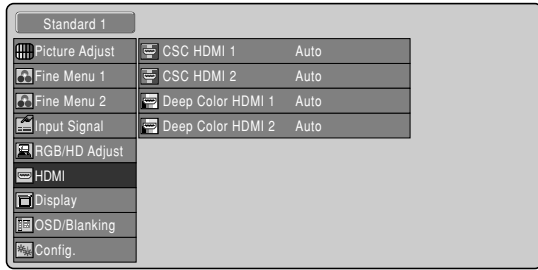 Standard 1
Picture Adjust
Fine Menu 1
Fine Menu 2
Input Signal
RGB/HD Adjust
HDMI
Display
OSD/Blanking
Config.
CSC HDMI 1 Auto
CSC HDMI 2 Auto
Deep Color HDMI 1 Auto
Deep Color HDMI 2 Auto